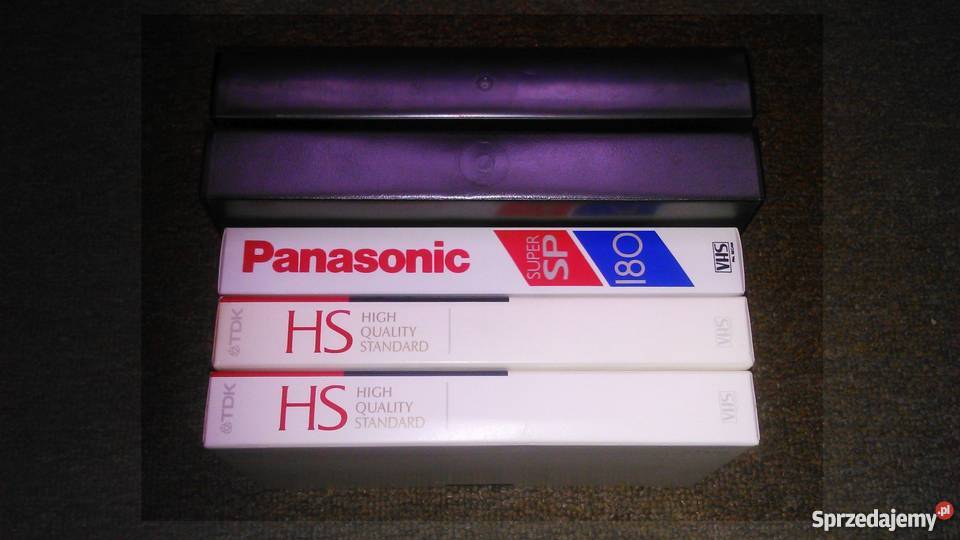 Panasonic
SUPER
SP
180
VHS
TDK
HS
HIGH
QUALITY
STANDARD
VHS
TDK
HS
HIGH
QUALITY
STANDARD
VHS
Sprzedajemy.pl